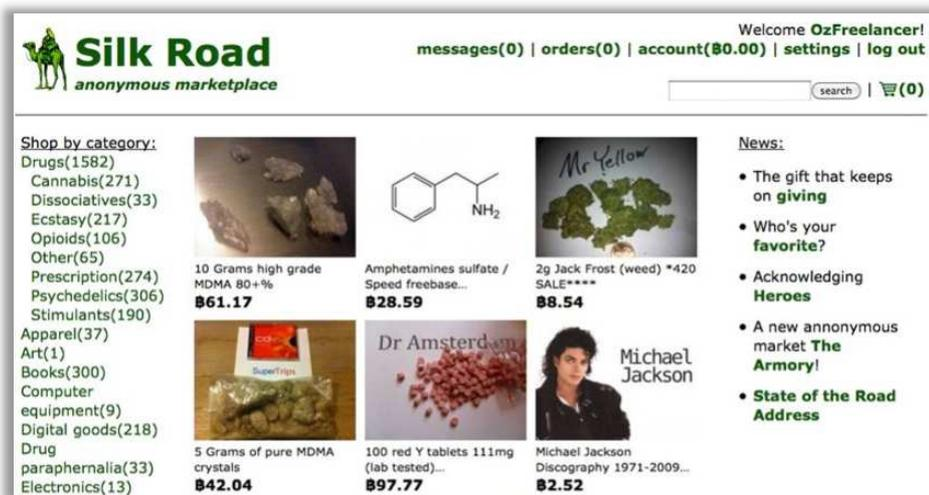 Silk Road
anonymous marketplace
Welcome OzFreelancer!
messages(0) | orders(0) | account(฿0.00) | settings | log out
search | (0)
Shop by category:
Drugs(1582)
Cannabis(271)
Dissociatives(33)
Ecstasy(217)
Opioids(106)
Other(65)
Prescription(274)
Psychedelics(306)
Stimulants(190)
Apparel(37)
Art(1)
Books(300)
Computer
equipment(9)
Digital goods(218)
Drug
paraphernalia(33)
Electronics(13)
10 Grams high grade
MDMA 80+%
฿61.17
NH₂
Amphetamines sulfate /
Speed freebase...
฿28.59
Mr Yellow
2g Jack Frost (weed) *420
SALE****
฿8.54
SuperTrips
5 Grams of pure MDMA
crystals
฿42.04
Dr Amsterdam
100 red Y tablets 111mg
(lab tested)...
฿97.77
Michael
Jackson
Michael Jackson
Discography 1971-2009...
฿2.52
News:
• The gift that keeps
on giving
• Who's your
favorite?
• Acknowledging
Heroes
• A new annonymous
market The
Armory!
• State of the Road
Address